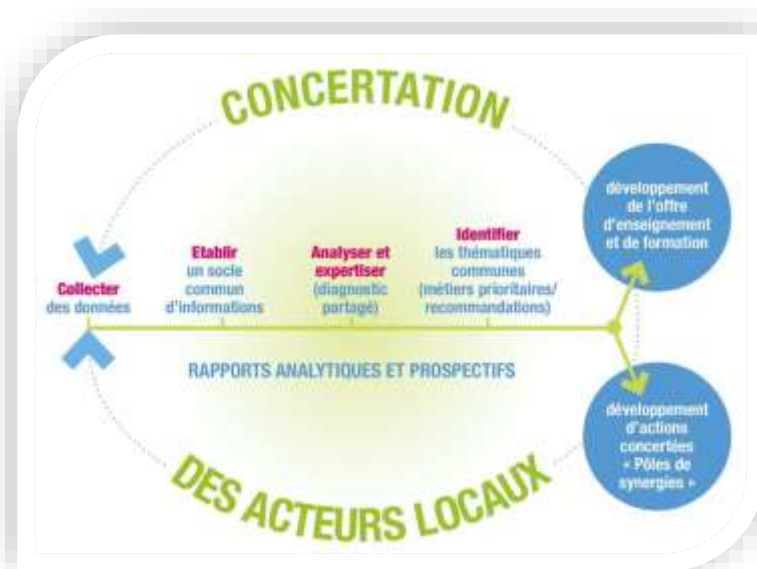 CONCERTATION
Collecter
des données
Etablir
un socle
commun
d'informations
Analyser et
expertiser
(diagnostic
partagé)
Identifier
les thématiques
communes
(métiers prioritaires/
recommandations)
développement
de l'offre
d'enseignement
et de formation
RAPPORTS ANALYTIQUES ET PROSPECTIFS
développement
d'actions
concertées
« Pôles de
synergies »
DES ACTEURS LOCAUX